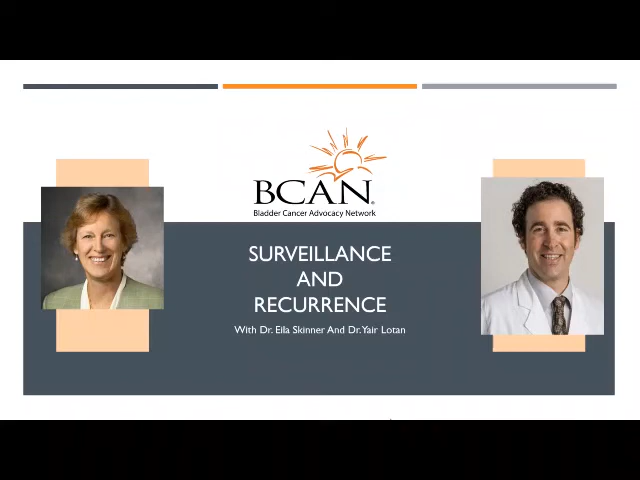 BCAN®
Bladder Cancer Advocacy Network
SURVEILLANCE
AND
RECURRENCE
With Dr. Eila Skinner And Dr. Yair Lotan